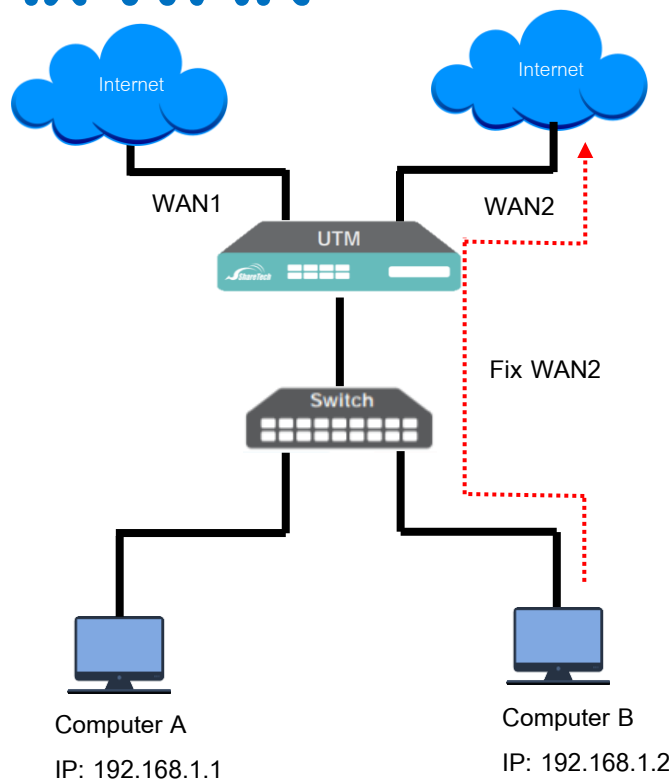 Internet
Internet
WAN1
WAN2
UTM
ShareTech
Fix WAN2
Switch
Computer A
IP: 192.168.1.1
Computer B
IP: 192.168.1.2